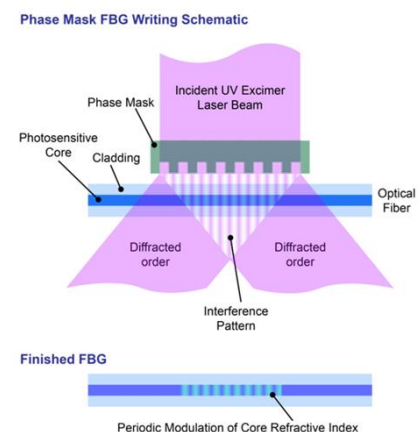 Phase Mask FBG Writing Schematic
Incident UV Excimer
Laser Beam
Phase Mask
Photosensitive
Core
Cladding
Optical
Fiber
Diffracted
order
Diffracted
order
Interference
Pattern
Finished FBG
Periodic Modulation of Core Refractive Index